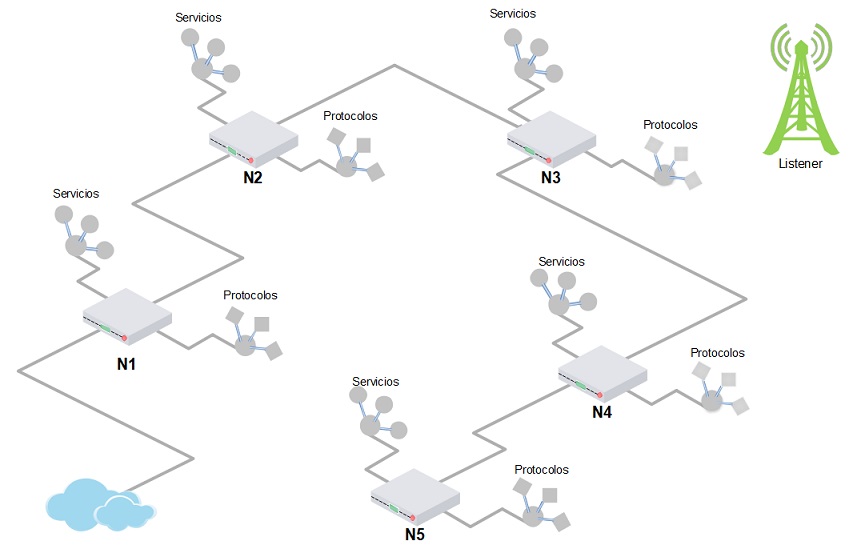 Servicios
Servicios
Protocolos
N2
Protocolos
N3
Listener
Servicios
Protocolos
N1
Servicios
Protocolos
N4
Servicios
Protocolos
N5